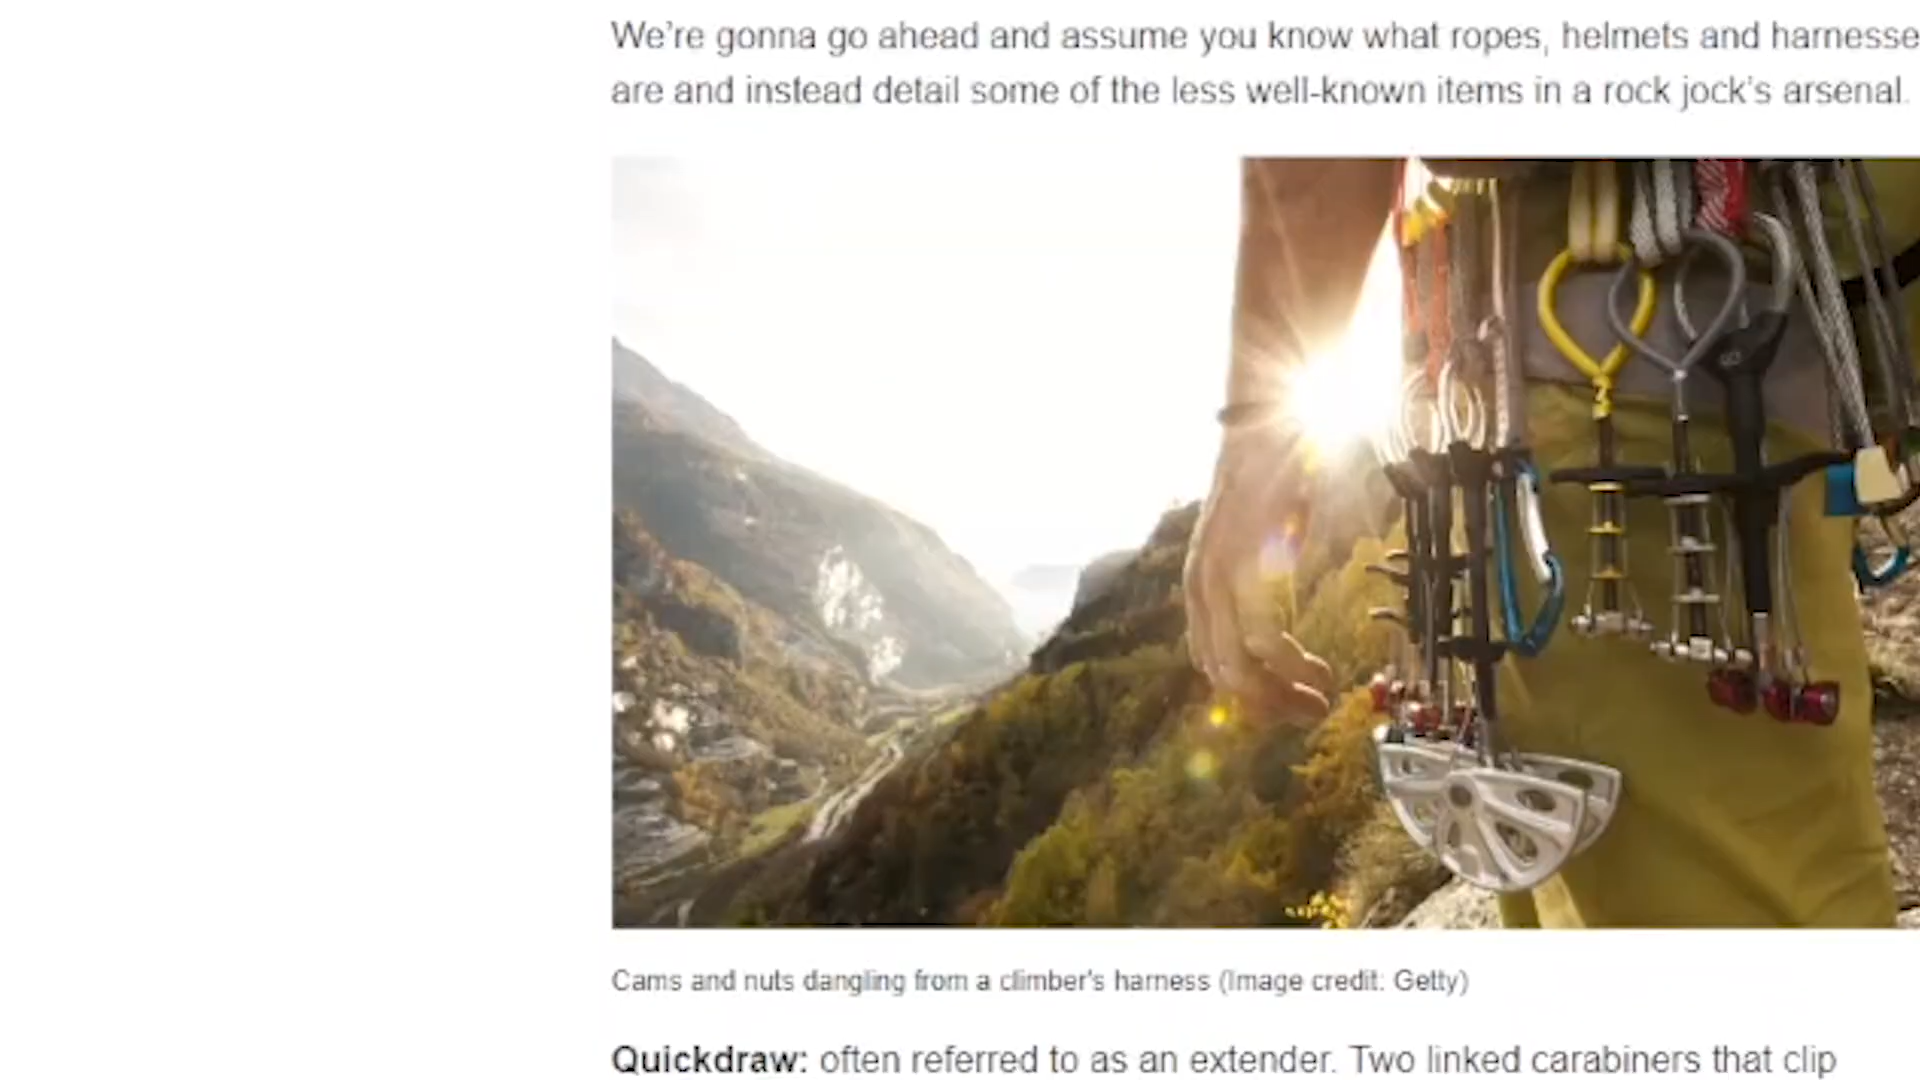 We're gonna go ahead and assume you know what ropes, helmets and harnesse
are and instead detail some of the less well-known items in a rock jock's arsenal.
Cams and nuts dangling from a climber's harness (Image credit: Getty)
Quickdraw: often referred to as an extender. Two linked carabiners that clip